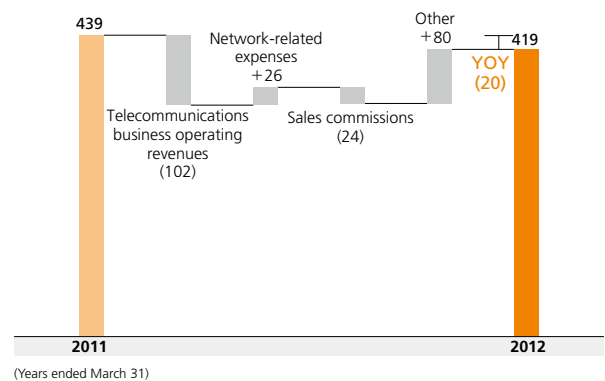 439
Telecommunications
business operating
revenues
(102)
Network-related
expenses
+26
Sales commissions
(24)
Other
+80
YOY
(20)
419
2011
2012
(Years ended March 31)